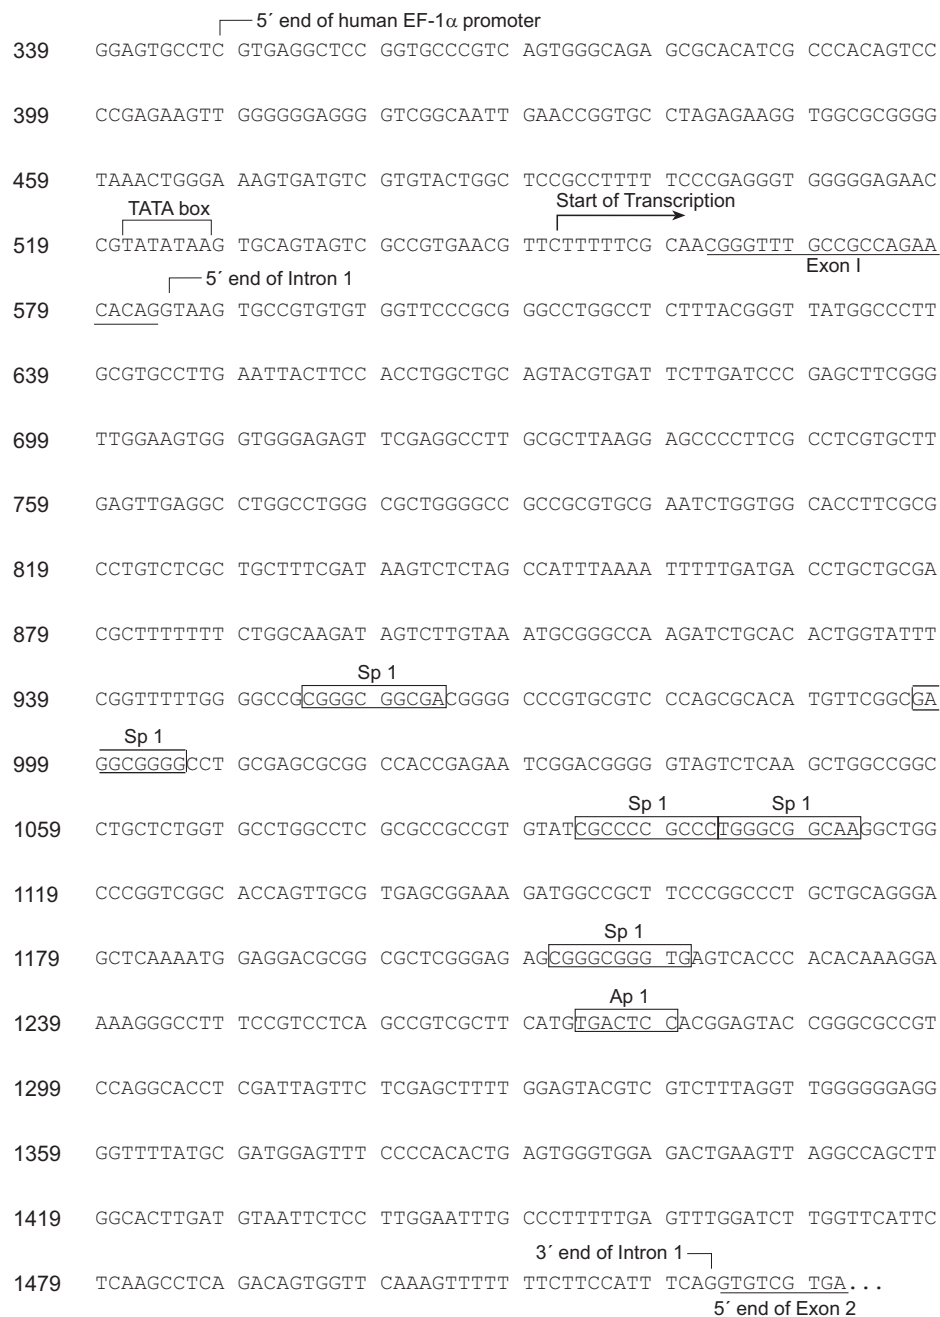 5´ end of human EF-1α promoter
339 GGAGTGCCTC GTGAGGCTCC GGTGCCCGTC AGTGGGCAGA GCGCACATCG CCCACAGTCC
399 CCGAGAAGTT GGGGGGAGGG GTCGGCAATT GAACCGGTGC CTAGAGAAGG TGGCGCGGGG
459 TAAACTGGGA AAGTGATGTC GTGTACTGGC TCCGCCTTTT TCCCGAGGGT GGGGGAGAAC
TATA box
Start of Transcription
519 CGTATATAAG TGCAGTAGTC GCCGTGAACG TTCTTTTTCG CAACGGGTTT GCCGCCAGAA
Exon I
5´ end of Intron 1
579 CACAGGTAAG TGCCGTGTGT GGTTCCCGCG GGCCTGGCCT CTTTACGGGT TATGGCCCTT
639 GCGTGCCTTG AATTACTTCC ACCTGGCTGC AGTACGTGAT TCTTGATCCC GAGCTTCGGG
699 TTGGAAGTGG GTGGGAGAGT TCGAGGCCTT GCGCTTAAGG AGCCCCTTCG CCTCGTGCTT
759 GAGTTGAGGC CTGGCCTGGG CGCTGGGGCC GCCGCGTGCG AATCTGGTGG CACCTTCGCG
819 CCTGTCTCGC TGCTTTCGAT AAGTCTCTAG CCATTTAAAA TTTTTGATGA CCTGCTGCGA
879 CGCTTTTTTT CTGGCAAGAT AGTCTTGTAA ATGCGGGCCA AGATCTGCAC ACTGGTATTT
Sp 1
939 CGGTTTTTGG GGCCGCGGGC GGCGACGGGG CCCGTGCGTC CCAGCGCACA TGTTCGGCGA
Sp 1
999 GGCGGGGCCT GCGAGCGCGG CCACCGAGAA TCGGACGGGG GTAGTCTCAA GCTGGCCGGC
Sp 1 Sp 1
1059 CTGCTCTGGT GCCTGGCCTC GCGCCGCCGT GTATCGCCCC GCCCTGGGCG GCAAGGCTGG
1119 CCCGGTCGGC ACCAGTTGCG TGAGCGGAAA GATGGCCGCT TCCCGGCCCT GCTGCAGGGA
Sp 1
1179 GCTCAAAATG GAGGACGCGG CGCTCGGGAG AGCGGGCGGG TGAGTCACCC ACACAAAGGA
Ap 1
1239 AAAGGGCCTT TCCGTCCTCA GCCGTCGCTT CATGTGACTC CACGGAGTAC CGGGCGCCGT
1299 CCAGGCACCT CGATTAGTTC TCGAGCTTTT GGAGTACGTC GTCTTTAGGT TGGGGGGAGG
1359 GGTTTTATGC GATGGAGTTT CCCCACACTG AGTGGGTGGA GACTGAAGTT AGGCCAGCTT
1419 GGCACTTGAT GTAATTCTCC TTGGAATTTG CCCTTTTTGA GTTTGGATCT TGGTTCATTC
3´ end of Intron 1
1479 TCAAGCCTCA GACAGTGGTT CAAAGTTTTT TTCTTCCATT TCAGGTGTCG TGA...
5´ end of Exon 2